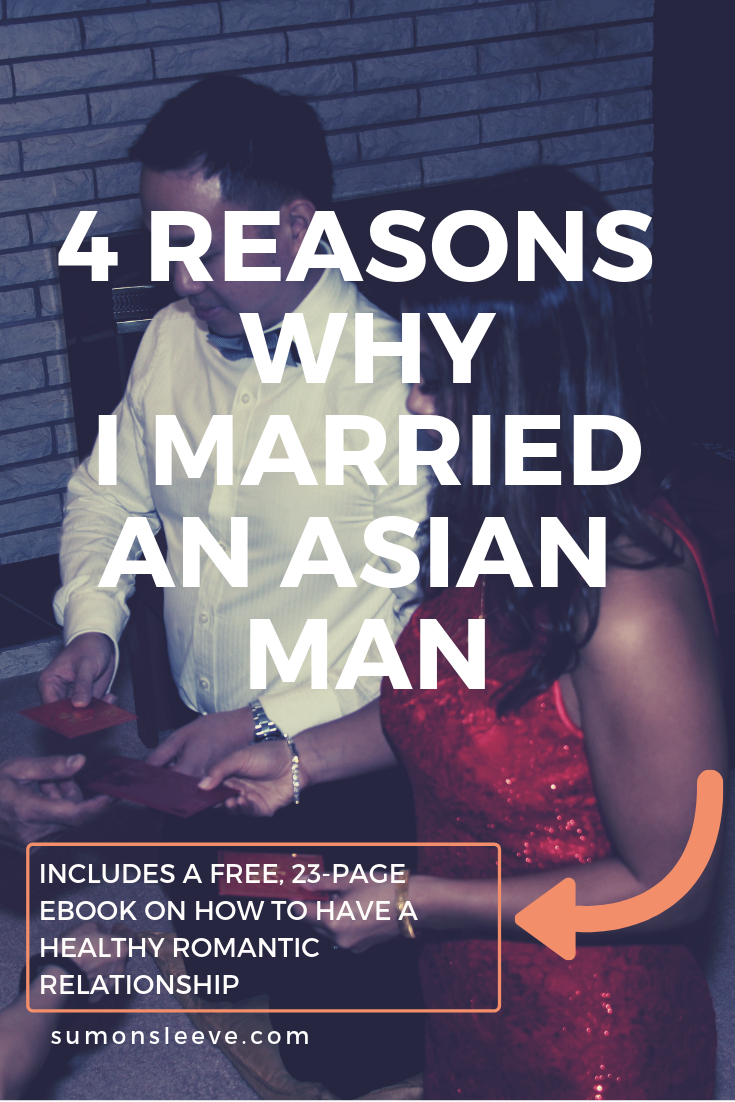 4 REASONS
WHY
I MARRIED
AN ASIAN
MAN
INCLUDES A FREE, 23-PAGE
EBOOK ON HOW TO HAVE A
HEALTHY ROMANTIC
RELATIONSHIP
sumonsleeve.com